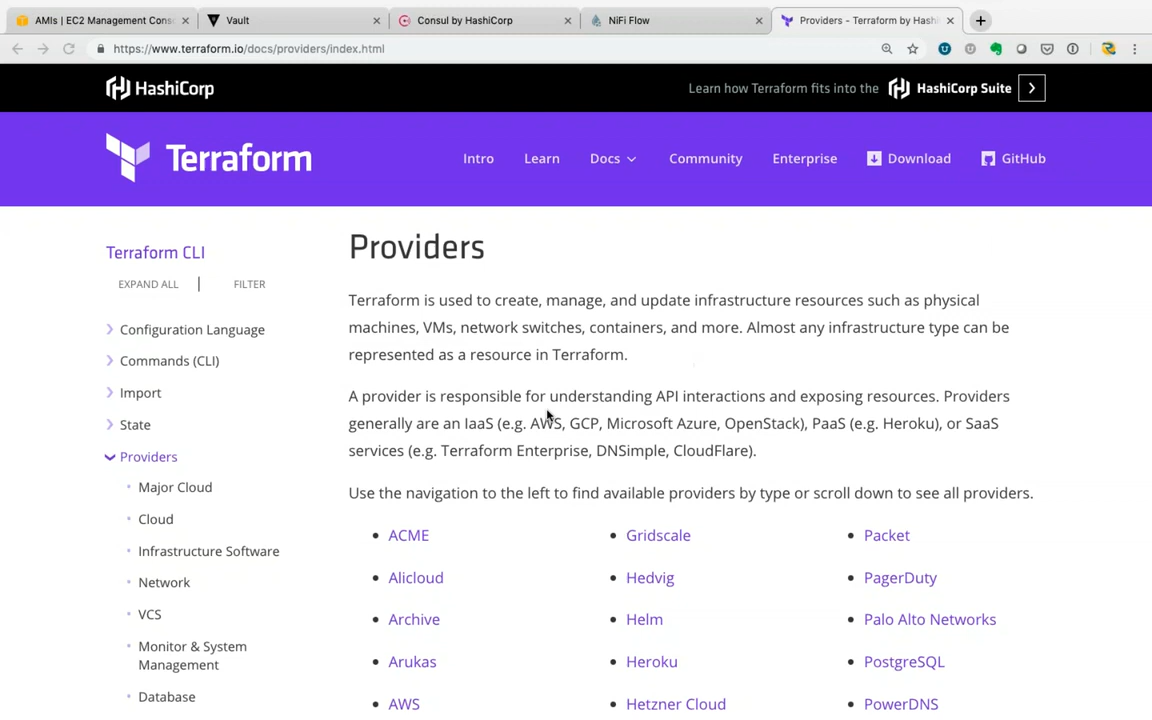 AMIs | EC2 Management Cons
Vault
Consul by HashiCorp
NiFi Flow
Providers - Terraform by Hashi
https://www.terraform.io/docs/providers/index.html
HashiCorp
Learn how Terraform fits into the HashiCorp Suite
Terraform
Intro
Learn
Docs
Community
Enterprise
Download
GitHub
Terraform CLI
EXPAND ALL | FILTER
Configuration Language
Commands (CLI)
Import
State
Providers
Major Cloud
Cloud
Infrastructure Software
Network
VCS
Monitor & System
Management
Database
Providers
Terraform is used to create, manage, and update infrastructure resources such as physical
machines, VMs, network switches, containers, and more. Almost any infrastructure type can be
represented as a resource in Terraform.
A provider is responsible for understanding API interactions and exposing resources. Providers
generally are an IaaS (e.g. AWS, GCP, Microsoft Azure, OpenStack), PaaS (e.g. Heroku), or SaaS
services (e.g. Terraform Enterprise, DNSimple, CloudFlare).
Use the navigation to the left to find available providers by type or scroll down to see all providers.
ACME
Alicloud
Archive
Arukas
AWS
Gridscale
Hedvig
Helm
Heroku
Hetzner Cloud
Packet
PagerDuty
Palo Alto Networks
PostgreSQL
PowerDNS